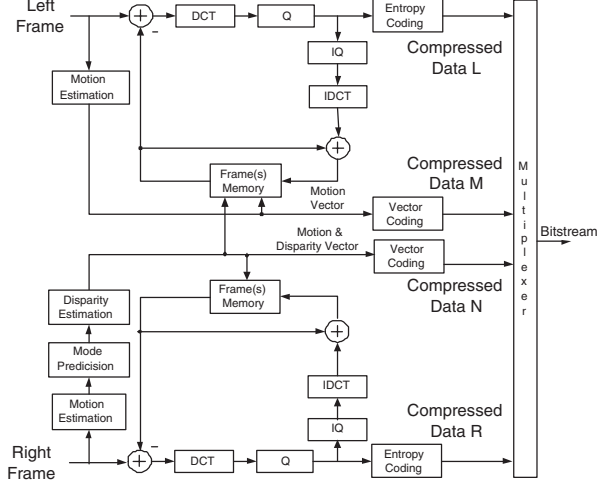 Left
Frame
DCT
Q
Entropy
Coding
Compressed
Data L
Motion
Estimation
IQ
IDCT
Frame(s)
Memory
Motion
Vector
Compressed
Data M
Vector
Coding
Multiplexer
Bitstream
Motion &
Disparity Vector
Vector
Coding
Compressed
Data N
Disparity
Estimation
Frame(s)
Memory
Mode
Predicision
Motion
Estimation
IDCT
IQ
Compressed
Data R
Right
Frame
DCT
Q
Entropy
Coding